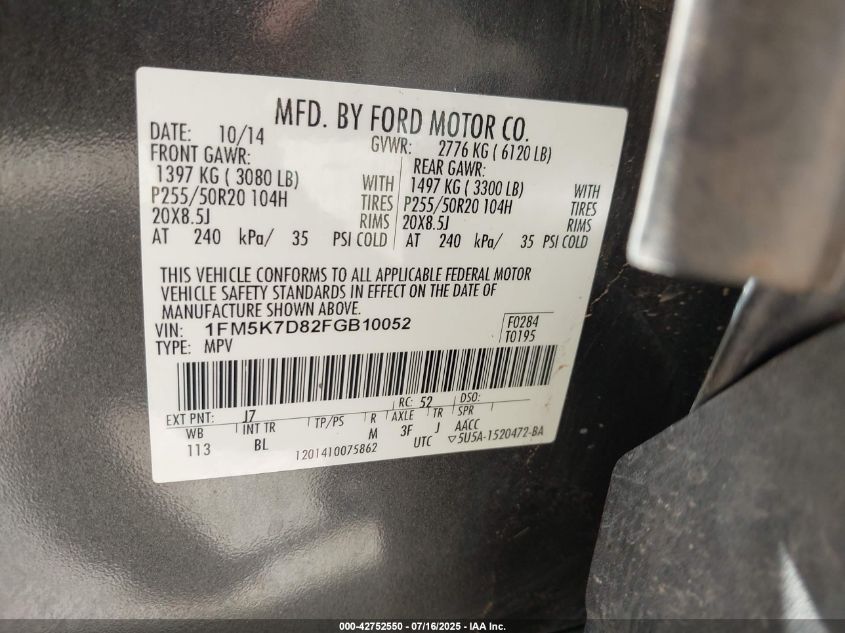 MFD. BY FORD MOTOR CO.
DATE: 10/14 GVWR: 2776 KG ( 6120 LB)
FRONT GAWR: REAR GAWR:
1397 KG ( 3080 LB) WITH 1497 KG ( 3300 LB) WITH
P255/50R20 104H TIRES P255/50R20 104H TIRES
20X8.5J RIMS 20X8.5J RIMS
AT 240 kPa/ 35 PSI COLD AT 240 kPa/ 35 PSI COLD
THIS VEHICLE CONFORMS TO ALL APPLICABLE FEDERAL MOTOR
VEHICLE SAFETY STANDARDS IN EFFECT ON THE DATE OF
MANUFACTURE SHOWN ABOVE.
VIN: 1FM5K7D82FGB10052 F0284
TYPE: MPV T0195
EXT PNT: J7 RC: 52 DSO:
WB INT TR TP/PS R AXLE TR SPR
113 BL M 3F J AACC
1201410075862 UTC ▽5U5A-1520472-BA
000-42752550 - 07/16/2025 - IAA Inc.